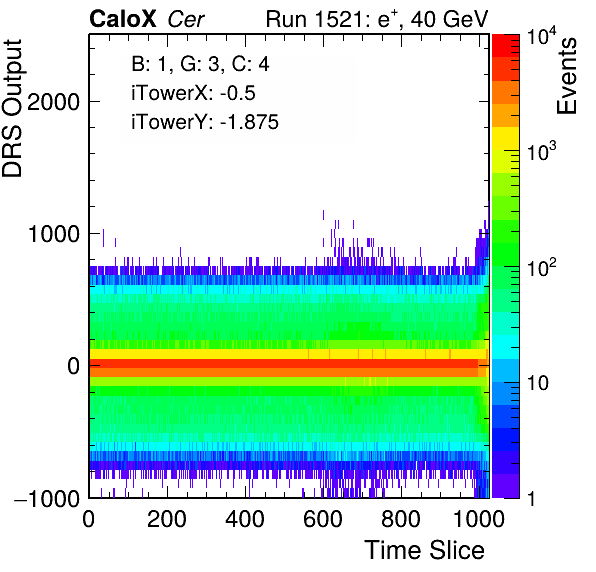 CaloX Cer Run 1521: e⁺, 40 GeV
B: 1, G: 3, C: 4
iTowerX: -0.5
iTowerY: -1.875
DRS Output
2000
1000
0
−1000
0 200 400 600 800 1000
Time Slice
Events
10⁴
10³
10²
10
1